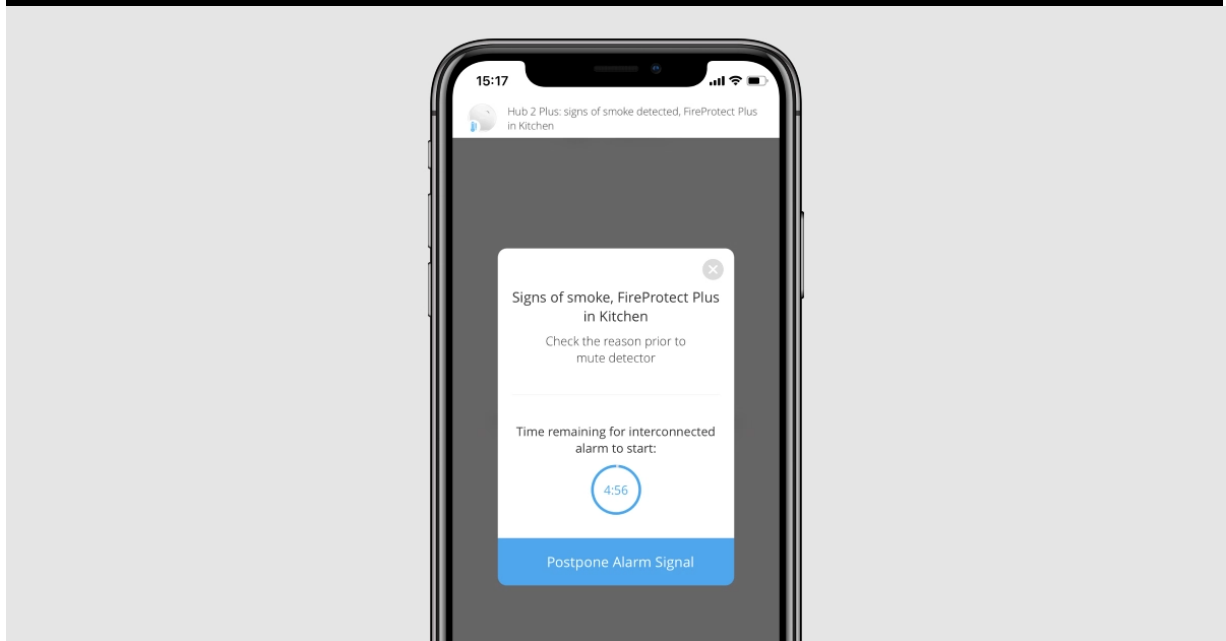 15:17
Hub 2 Plus: signs of smoke detected, FireProtect Plus
in Kitchen
Signs of smoke, FireProtect Plus
in Kitchen
Check the reason prior to
mute detector
Time remaining for interconnected
alarm to start:
4:56
Postpone Alarm Signal